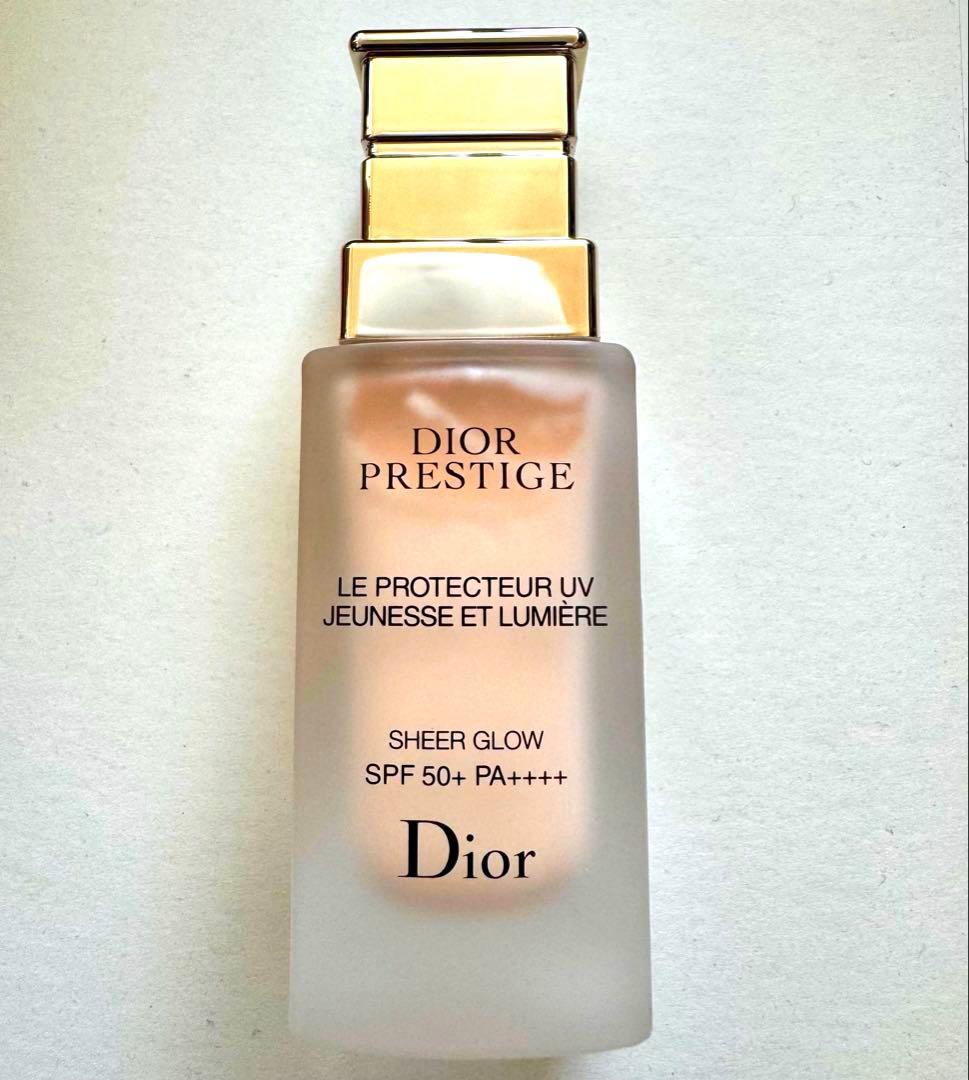 DIOR
PRESTIGE
LE PROTECTEUR UV
JEUNESSE ET LUMIÈRE
SHEER GLOW
SPF 50+ PA++++
Dior